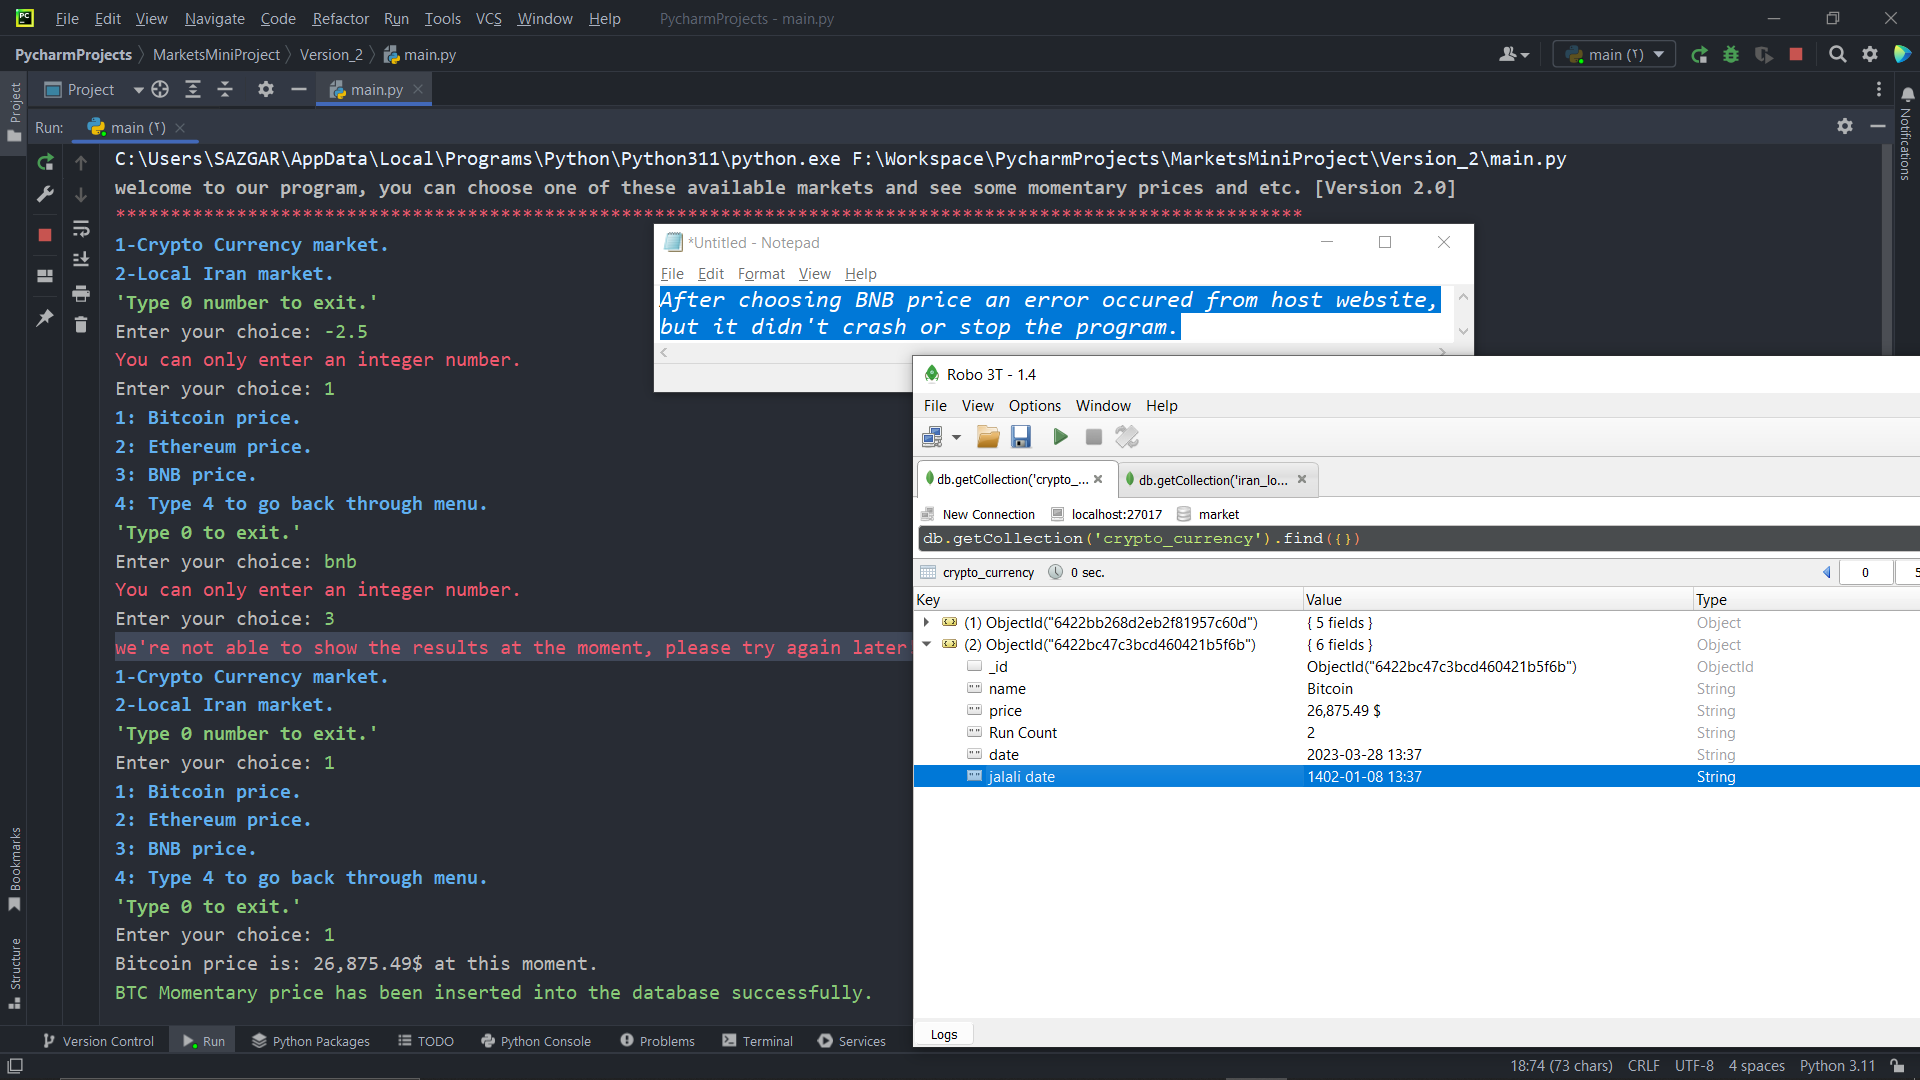 File Edit View Navigate Code Refactor Run Tools VCS Window Help PycharmProjects - main.py
PycharmProjects MarketsMiniProject Version_2 main.py main (۲)
Project main.py
Run: main (۲)
C:\Users\SAZGAR\AppData\Local\Programs\Python\Python311\python.exe F:\Workspace\PycharmProjects\MarketsMiniProject\Version_2\main.py
welcome to our program, you can choose one of these available markets and see some momentary prices and etc. [Version 2.0]
************************************************************************************************************
1-Crypto Currency market.
2-Local Iran market.
'Type 0 number to exit.'
Enter your choice: -2.5
You can only enter an integer number.
Enter your choice: 1
1: Bitcoin price.
2: Ethereum price.
3: BNB price.
4: Type 4 to go back through menu.
'Type 0 to exit.'
Enter your choice: bnb
You can only enter an integer number.
Enter your choice: 3
we're not able to show the results at the moment, please try again later
1-Crypto Currency market.
2-Local Iran market.
'Type 0 number to exit.'
Enter your choice: 1
1: Bitcoin price.
2: Ethereum price.
3: BNB price.
4: Type 4 to go back through menu.
'Type 0 to exit.'
Enter your choice: 1
Bitcoin price is: 26,875.49$ at this moment.
BTC Momentary price has been inserted into the database successfully.
*Untitled - Notepad
File Edit Format View Help
After choosing BNB price an error occured from host website,
but it didn't crash or stop the program.
Robo 3T - 1.4
File View Options Window Help
db.getCollection('crypto_... db.getCollection('iran_lo...
New Connection localhost:27017 market
db.getCollection('crypto_currency').find({})
crypto_currency 0 sec. 0 5
Key Value Type
(1) ObjectId("6422bb268d2eb2f81957c60d") { 5 fields } Object
(2) ObjectId("6422bc47c3bcd460421b5f6b") { 6 fields } Object
_id ObjectId("6422bc47c3bcd460421b5f6b") ObjectId
name Bitcoin String
price 26,875.49 $ String
Run Count 2 String
date 2023-03-28 13:37 String
jalali date 1402-01-08 13:37 String
Logs
Project
Bookmarks
Structure
Notifications
Version Control Run Python Packages TODO Python Console Problems Terminal Services
18:74 (73 chars) CRLF UTF-8 4 spaces Python 3.11